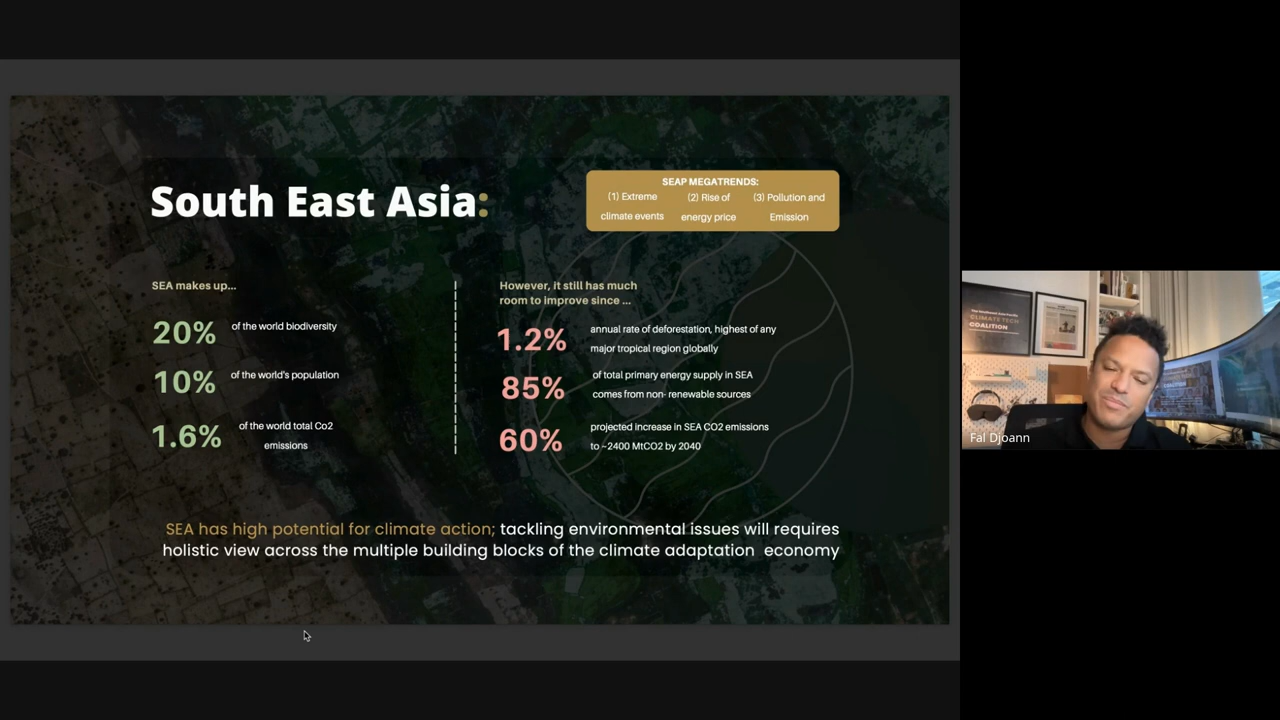 South East Asia:
SEAP MEGATRENDS:
(1) Extreme
climate events
(2) Rise of
energy price
(3) Pollution and
Emission
SEA makes up...
20% of the world biodiversity
10% of the world's population
1.6% of the world total Co2
emissions
However, it still has much
room to improve since ...
1.2% annual rate of deforestation, highest of any
major tropical region globally
85% of total primary energy supply in SEA
comes from non- renewable sources
60% projected increase in SEA CO2 emissions
to ~2400 MtCO2 by 2040
SEA has high potential for climate action; tackling environmental issues will requires
holistic view across the multiple building blocks of the climate adaptation economy
CLIMATE TECH
COALITION
Fal Djoann